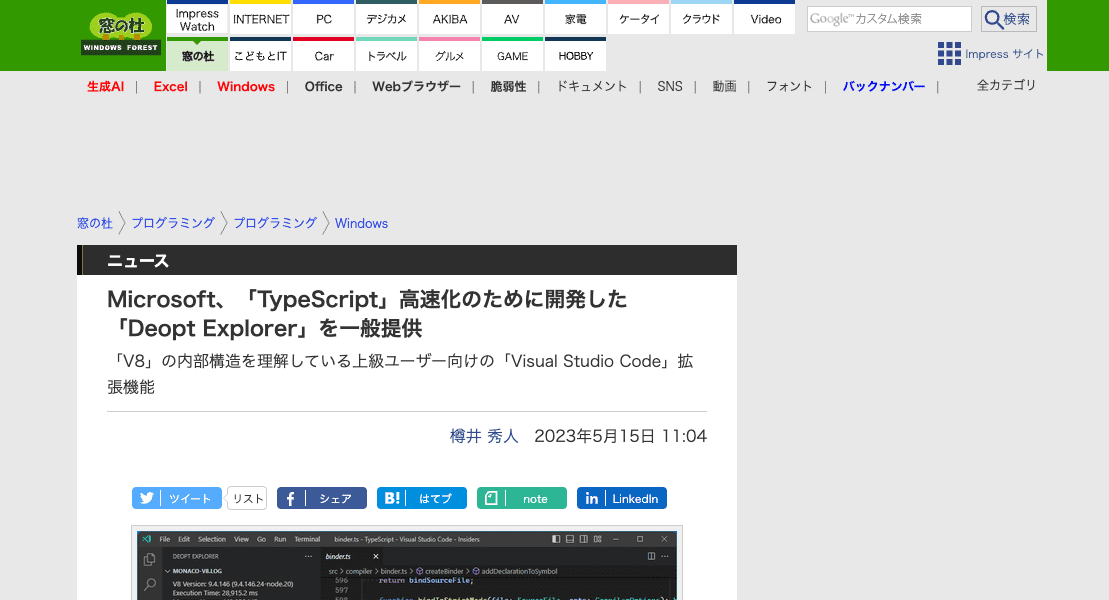 窓の杜
WINDOWS FOREST
Impress Watch
INTERNET
PC
デジカメ
AKIBA
AV
家電
ケータイ
クラウド
Video
窓の杜
こどもとIT
Car
トラベル
グルメ
GAME
HOBBY
Google™カスタム検索
検索
Impress サイト
生成AI | Excel | Windows | Office | Webブラウザー | 脆弱性 | ドキュメント | SNS | 動画 | フォント | バックナンバー | 全カテゴリ
窓の杜 〉プログラミング 〉プログラミング 〉Windows
ニュース
Microsoft、「TypeScript」高速化のために開発した
「Deopt Explorer」を一般提供
「V8」の内部構造を理解している上級ユーザー向けの「Visual Studio Code」拡
張機能
樽井 秀人 2023年5月15日 11:04
ツイート
リスト
シェア
B! はてブ
note
in LinkedIn
File Edit Selection View Go Run Terminal binder.ts - TypeScript - Visual Studio Code - Insiders
DEOPT EXPLORER ··· binder.ts ×
MONACO-VII.LOG
src > compiler > binder.ts > createBinder > addDeclarationToSymbol
V8 Version: 9.4.146 (9.4.146.24-node.20)
596 return bindSourceFile;
Execution Time: 28,915.2 ms
597